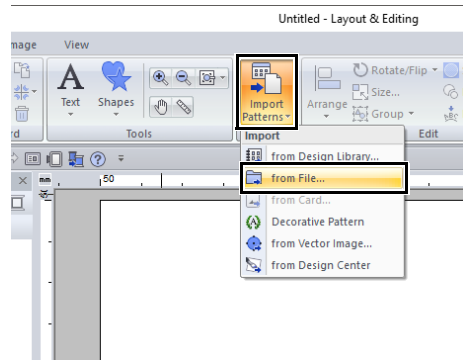 Untitled - Layout & Editing
mage View
Text Shapes Import Patterns Arrange Rotate/Flip
Size...
Group
d Tools Edit
Import
from Design Library...
from File...
from Card...
Decorative Pattern
from Vector Image...
from Design Center
50